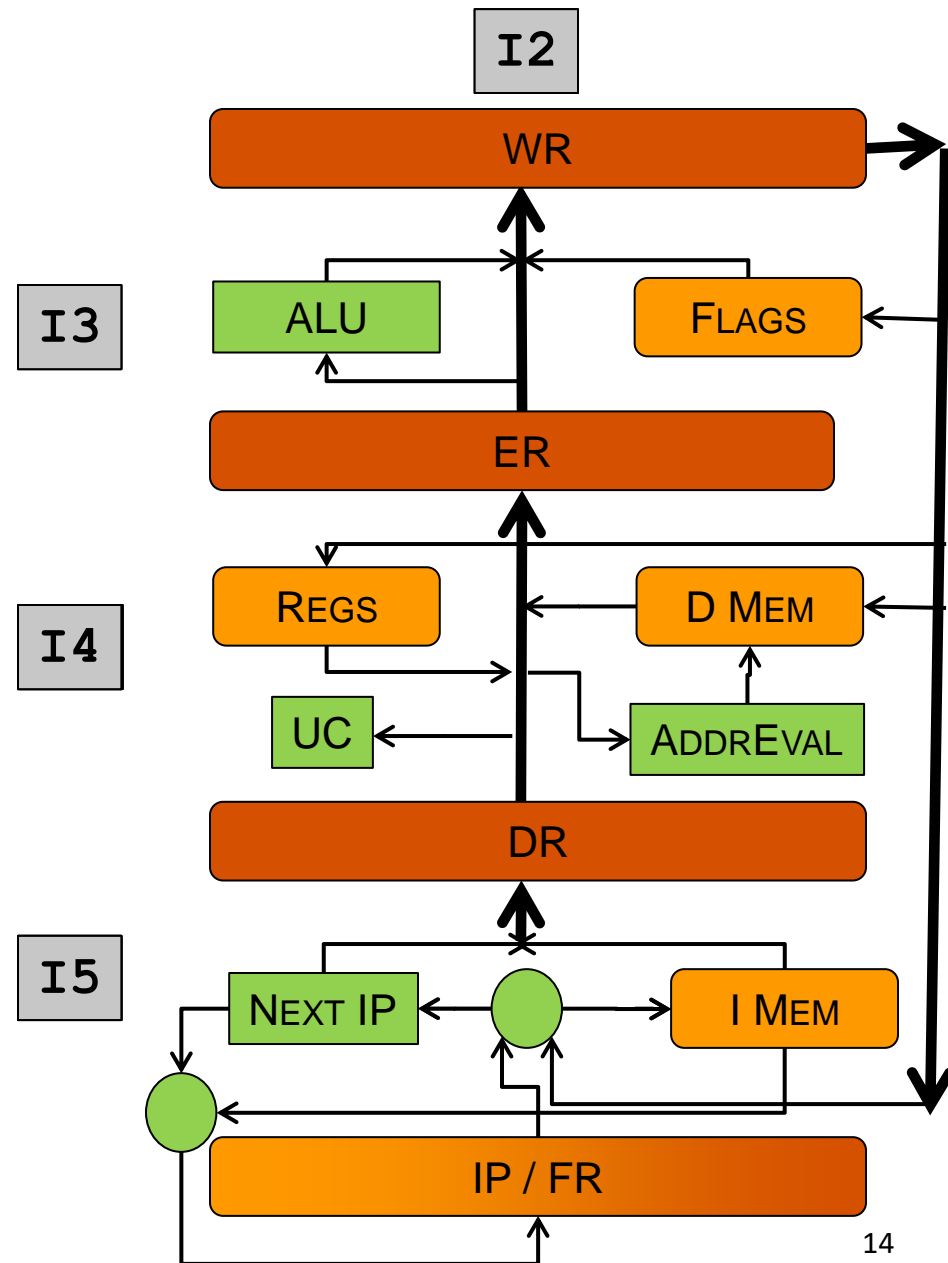 I2
WR
I3
ALU
FLAGS
ER
I4
REGS
D MEM
UC
ADDREVAL
DR
I5
NEXT IP
I MEM
IP / FR
14